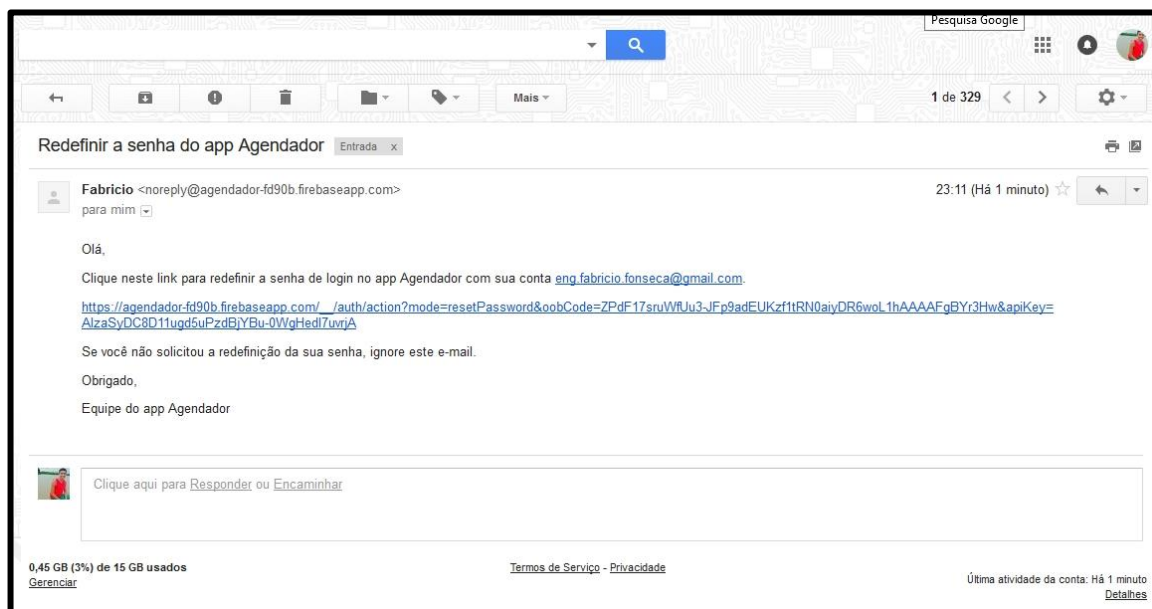 Pesquisa Google
Mais
1 de 329
Redefinir a senha do app Agendador Entrada x
Fabricio <noreply@agendador-fd90b.firebaseapp.com> 23:11 (Há 1 minuto)
para mim
Olá,
Clique neste link para redefinir a senha de login no app Agendador com sua conta eng.fabricio.fonseca@gmail.com.
https://agendador-fd90b.firebaseapp.com/__/auth/action?mode=resetPassword&oobCode=ZPdF17sruWfUu3-JFp9adEUKzf1tRN0aiyDR6woL1hAAAAFgBYr3Hw&apiKey=
AIzaSyDC8D11ugd5uPzdBjYBu-0WgHedI7uvrjA
Se você não solicitou a redefinição da sua senha, ignore este e-mail.
Obrigado,
Equipe do app Agendador
Clique aqui para Responder ou Encaminhar
0,45 GB (3%) de 15 GB usados
Gerenciar
Termos de Serviço - Privacidade
Última atividade da conta: Há 1 minuto
Detalhes